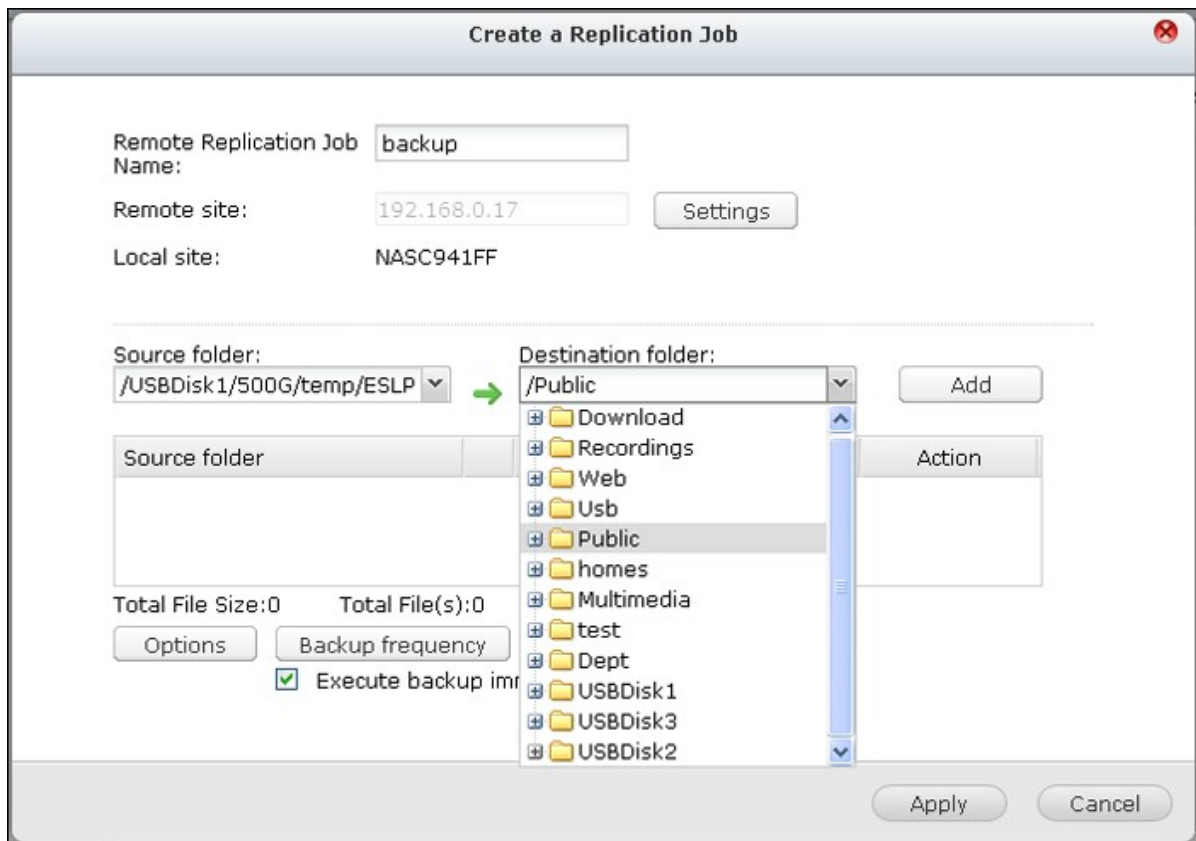 Create a Replication Job
Remote Replication Job
Name:
backup
Remote site:
192.168.0.17
Settings
Local site:
NASC941FF
Source folder:
Destination folder:
/USBDisk1/500G/temp/ESLP
/Public
Add
Download
Recordings
Web
Usb
Public
homes
Multimedia
test
Dept
USBDisk1
USBDisk3
USBDisk2
Source folder
Action
Total File Size:0
Total File(s):0
Options
Backup frequency
Execute backup
Apply
Cancel